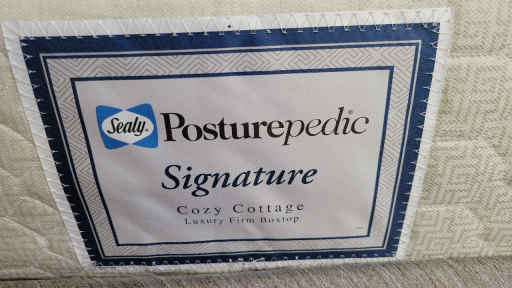 Sealy.
Posturepedic
Signature
Cozy Cottage
Luxury Firm Boxtop